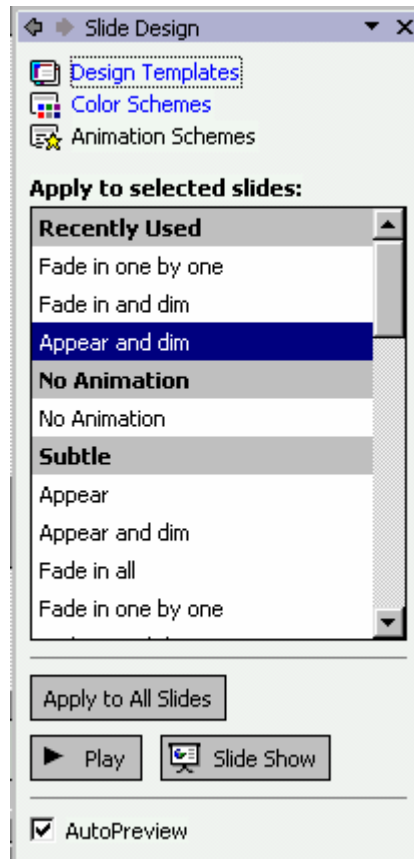 Slide Design
Design Templates
Color Schemes
Animation Schemes
Apply to selected slides:
Recently Used
Fade in one by one
Fade in and dim
Appear and dim
No Animation
No Animation
Subtle
Appear
Appear and dim
Fade in all
Fade in one by one
Apply to All Slides
Play
Slide Show
AutoPreview